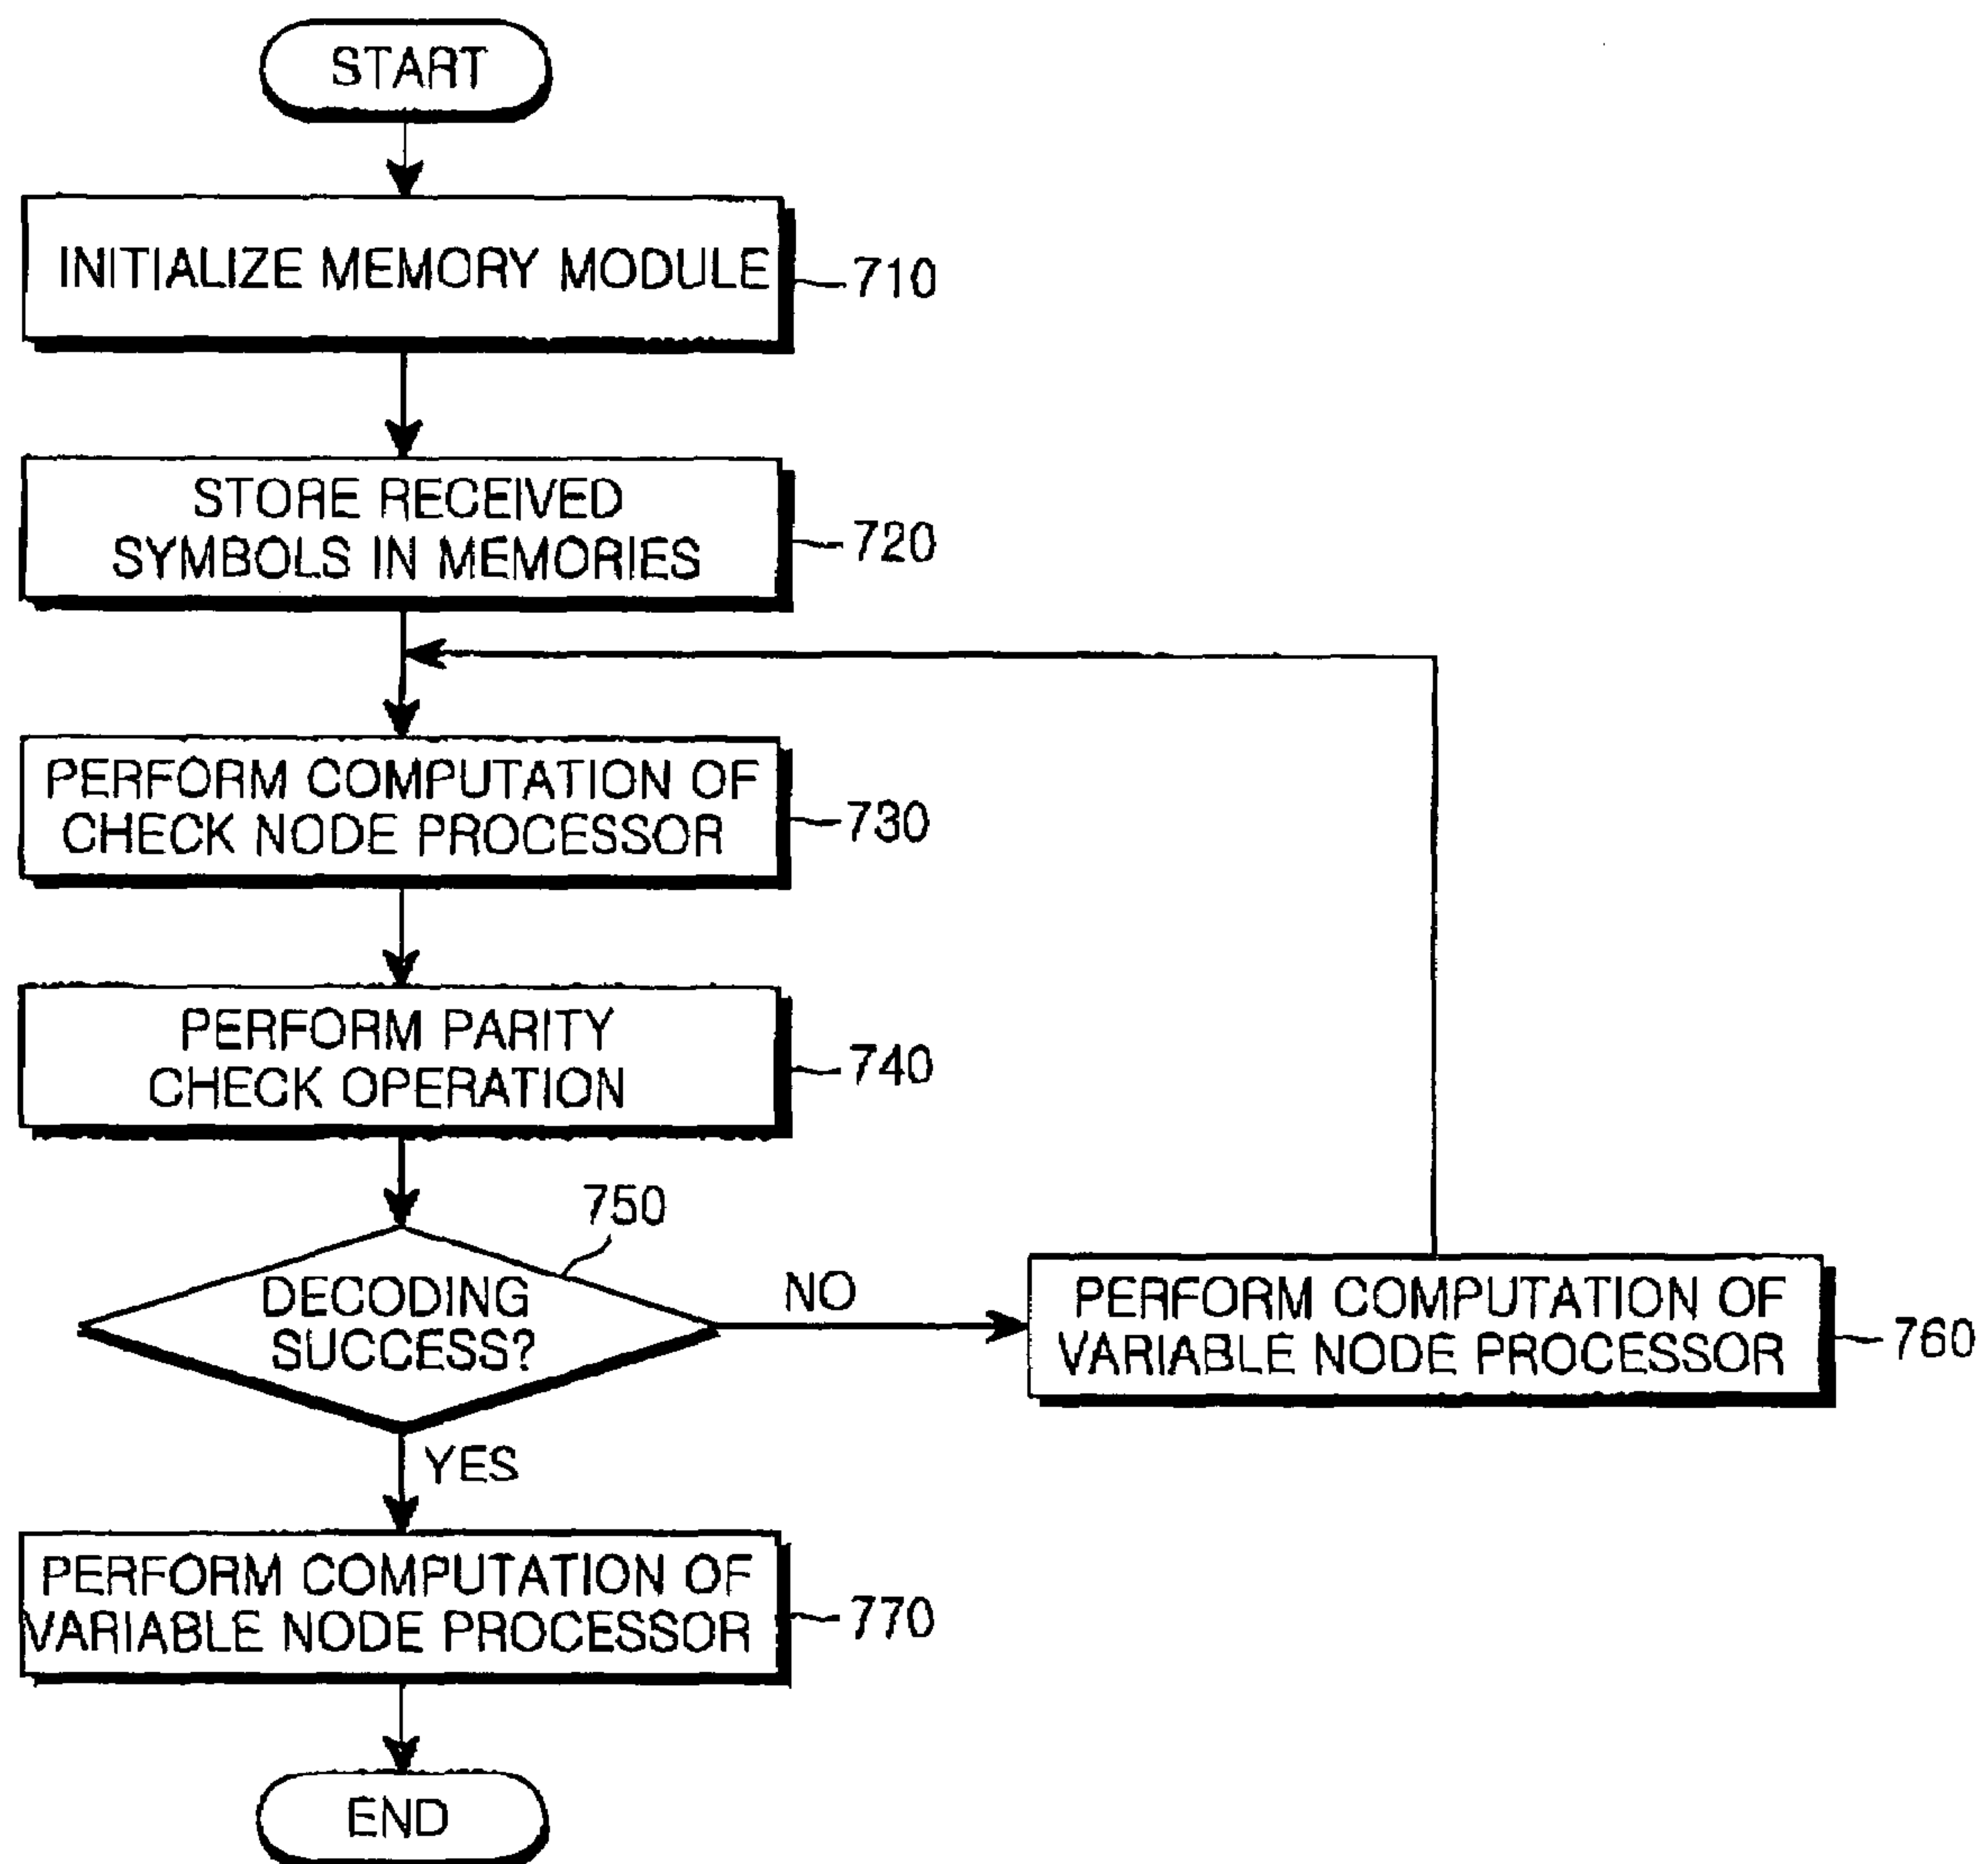 START
INITIALIZE MEMORY MODULE
710
STORE RECEIVED
SYMBOLS IN MEMORIES
720
PERFORM COMPUTATION OF
CHECK NODE PROCESSOR
730
PERFORM PARITY
CHECK OPERATION
740
750
DECODING
SUCCESS?
NO
PERFORM COMPUTATION OF
VARIABLE NODE PROCESSOR
760
YES
PERFORM COMPUTATION OF
VARIABLE NODE PROCESSOR
770
END